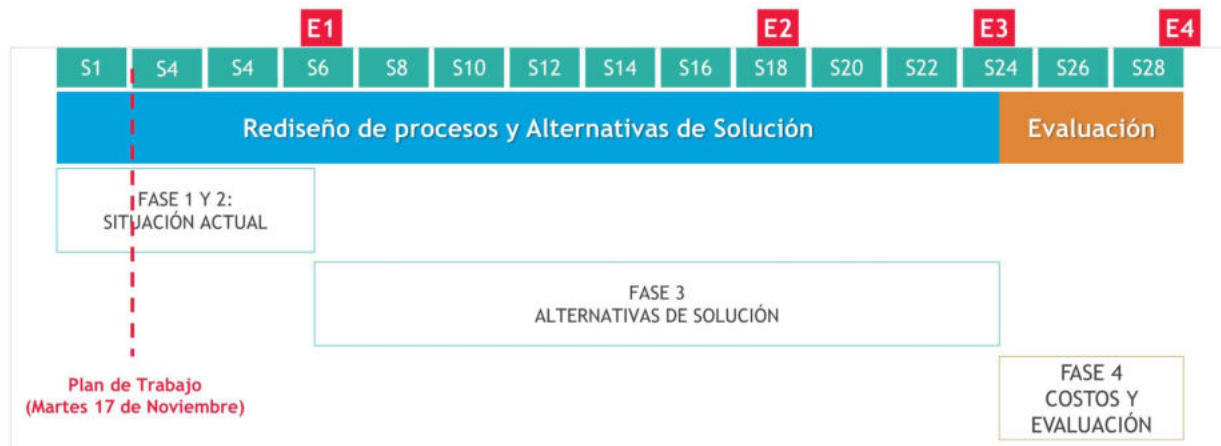 E1 E2 E3 E4
S1 S4 S4 S6 S8 S10 S12 S14 S16 S18 S20 S22 S24 S26 S28
Rediseño de procesos y Alternativas de Solución Evaluación
FASE 1 Y 2:
SITUACIÓN ACTUAL
FASE 3
ALTERNATIVAS DE SOLUCIÓN
Plan de Trabajo
(Martes 17 de Noviembre)
FASE 4
COSTOS Y
EVALUACIÓN